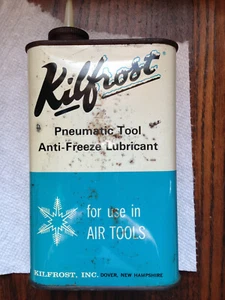 Kilfrost
Pneumatic Tool
Anti-Freeze Lubricant
for use in
AIR TOOLS
KILFROST, INC. DOVER, NEW HAMPSHIRE